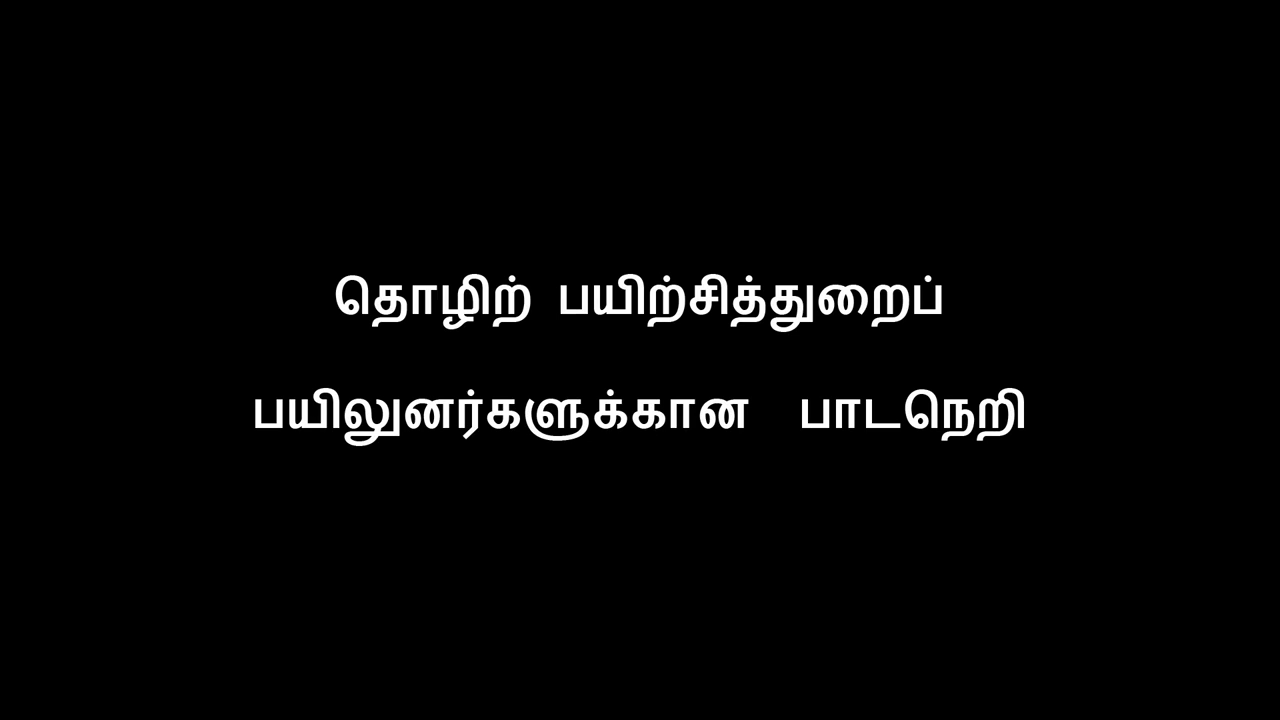 தொழிற் பயிற்சித்துறைப்
பயிலுனர்களுக்கான பாடநெறி